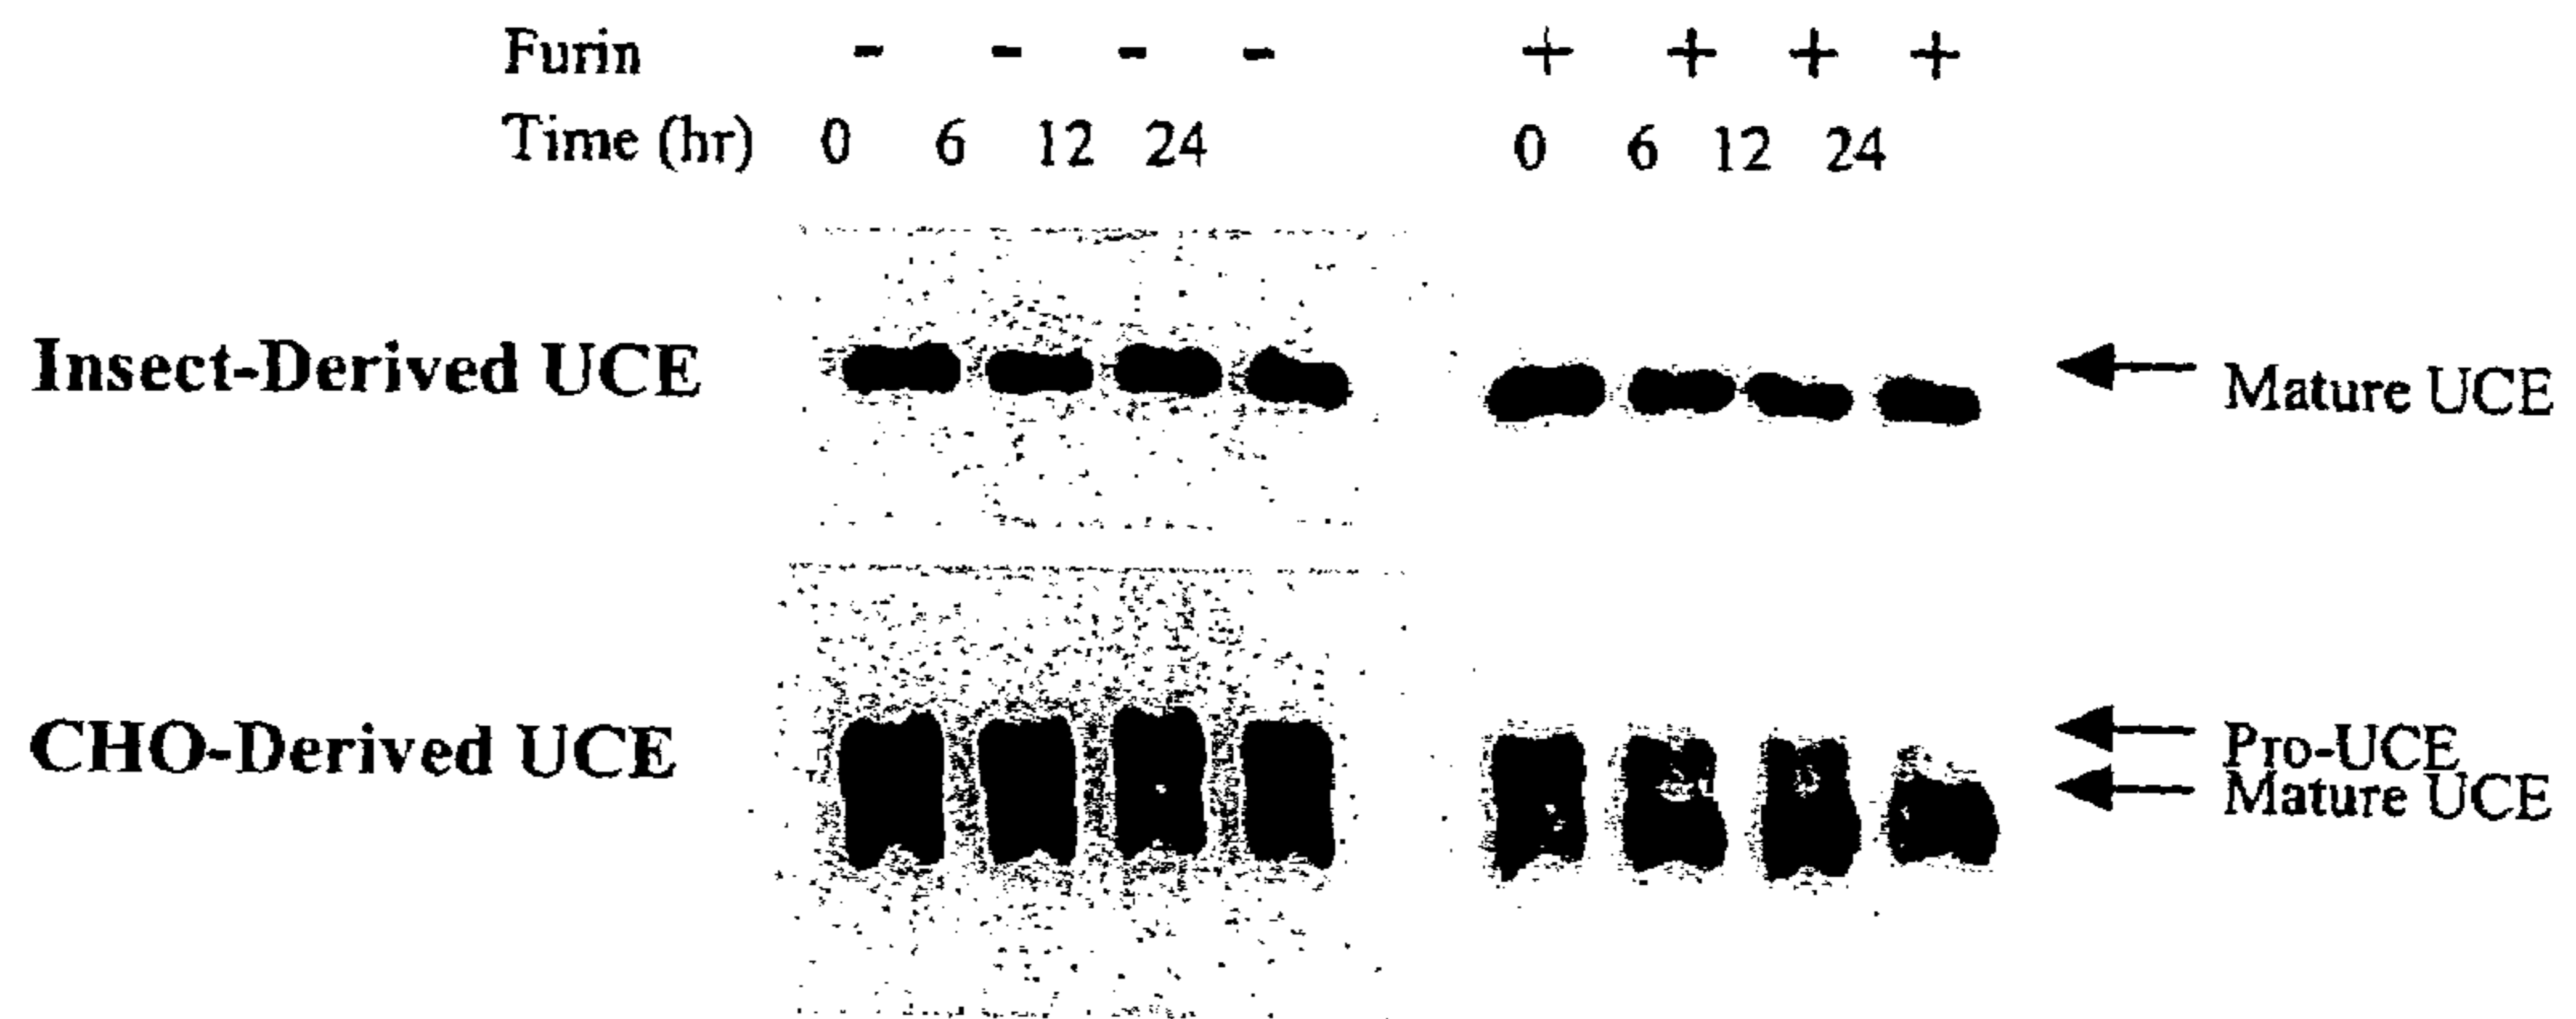 Furin - - - - + + + +
Time (hr) 0 6 12 24 0 6 12 24
Insect-Derived UCE
Mature UCE
CHO-Derived UCE
Pro-UCE
Mature UCE